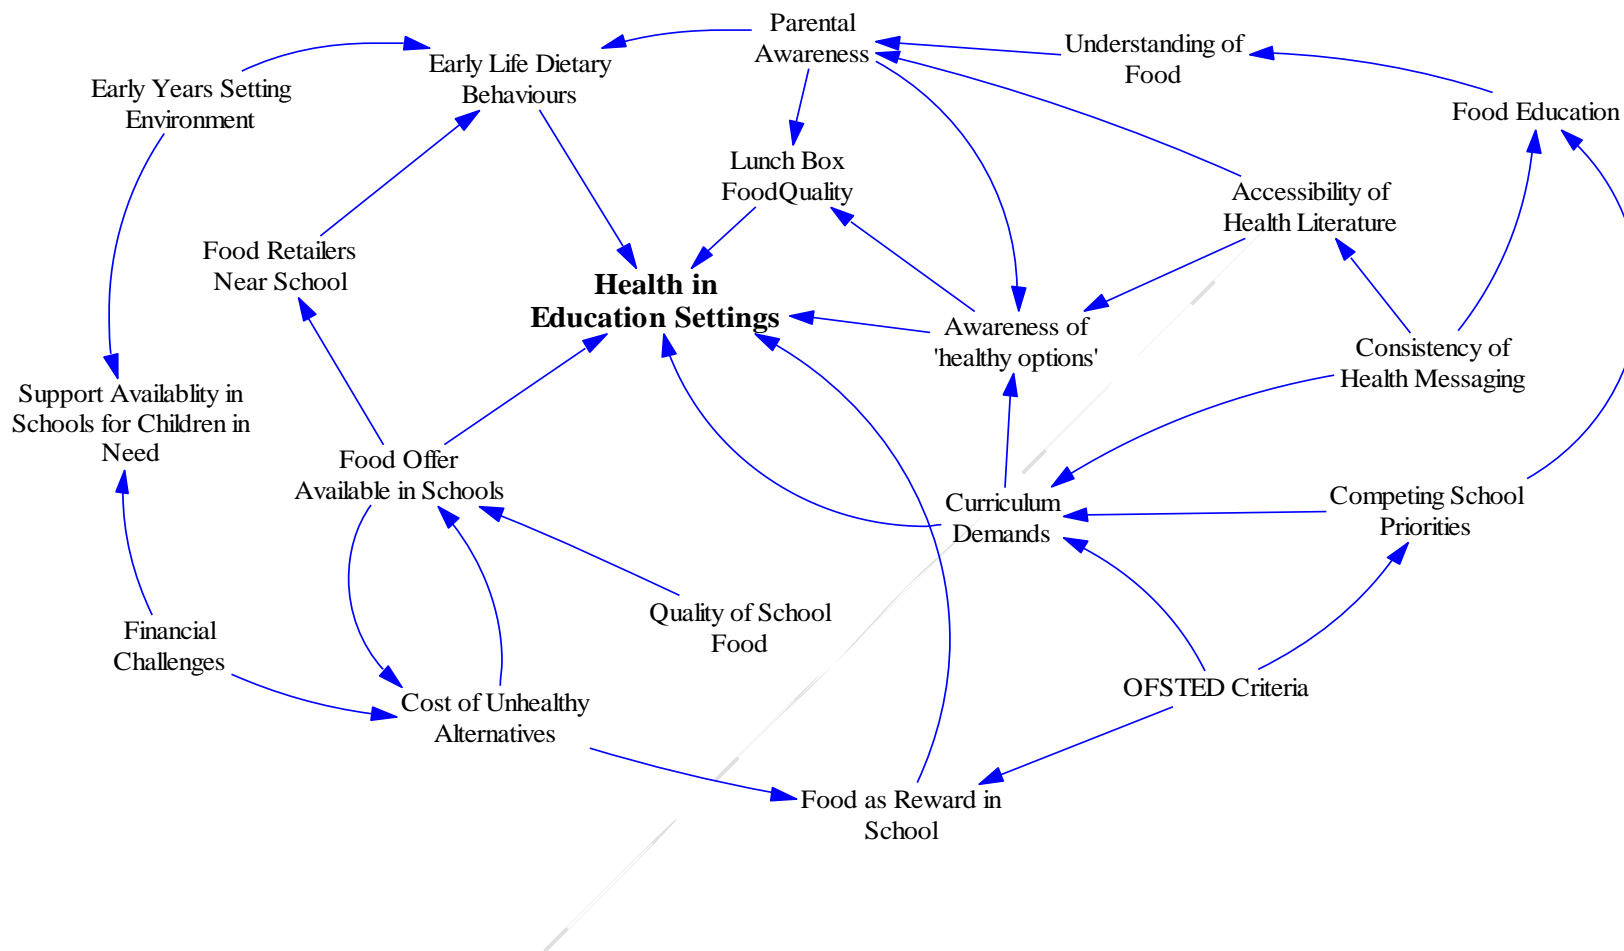 Parental
Awareness
Understanding of
Food
Early Life Dietary
Behaviours
Early Years Setting
Environment
Food Education
Lunch Box
FoodQuality
Accessibility of
Health Literature
Food Retailers
Near School
Health in
Education Settings
Awareness of
'healthy options'
Consistency of
Health Messaging
Support Availablity in
Schools for Children in
Need
Food Offer
Available in Schools
Curriculum
Demands
Competing School
Priorities
Quality of School
Food
Financial
Challenges
OFSTED Criteria
Cost of Unhealthy
Alternatives
Food as Reward in
School